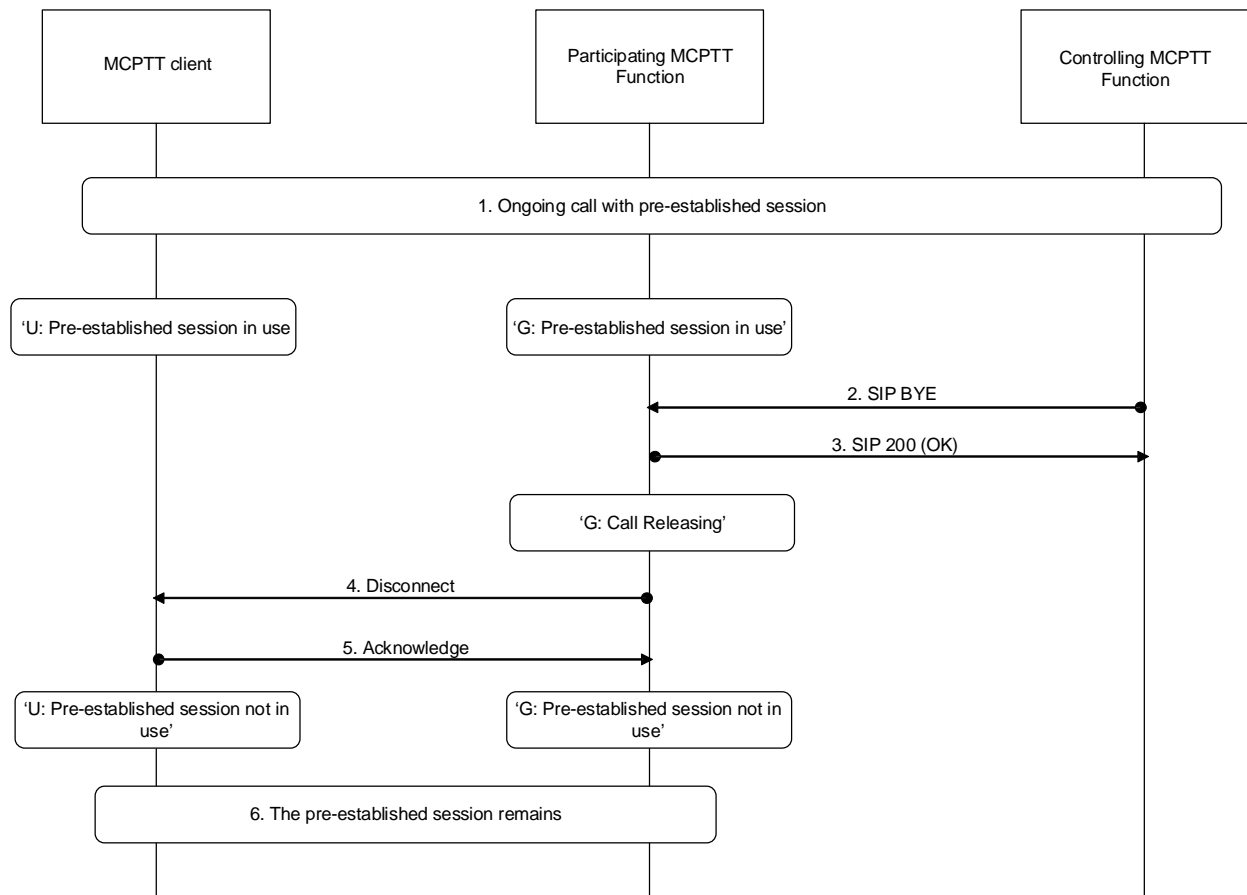 MCPTT client
Participating MCPTT
Function
Controlling MCPTT
Function
1. Ongoing call with pre-established session
‘U: Pre-established session in use
‘G: Pre-established session in use’
2. SIP BYE
3. SIP 200 (OK)
‘G: Call Releasing’
4. Disconnect
5. Acknowledge
‘U: Pre-established session not in
use’
‘G: Pre-established session not in
use’
6. The pre-established session remains